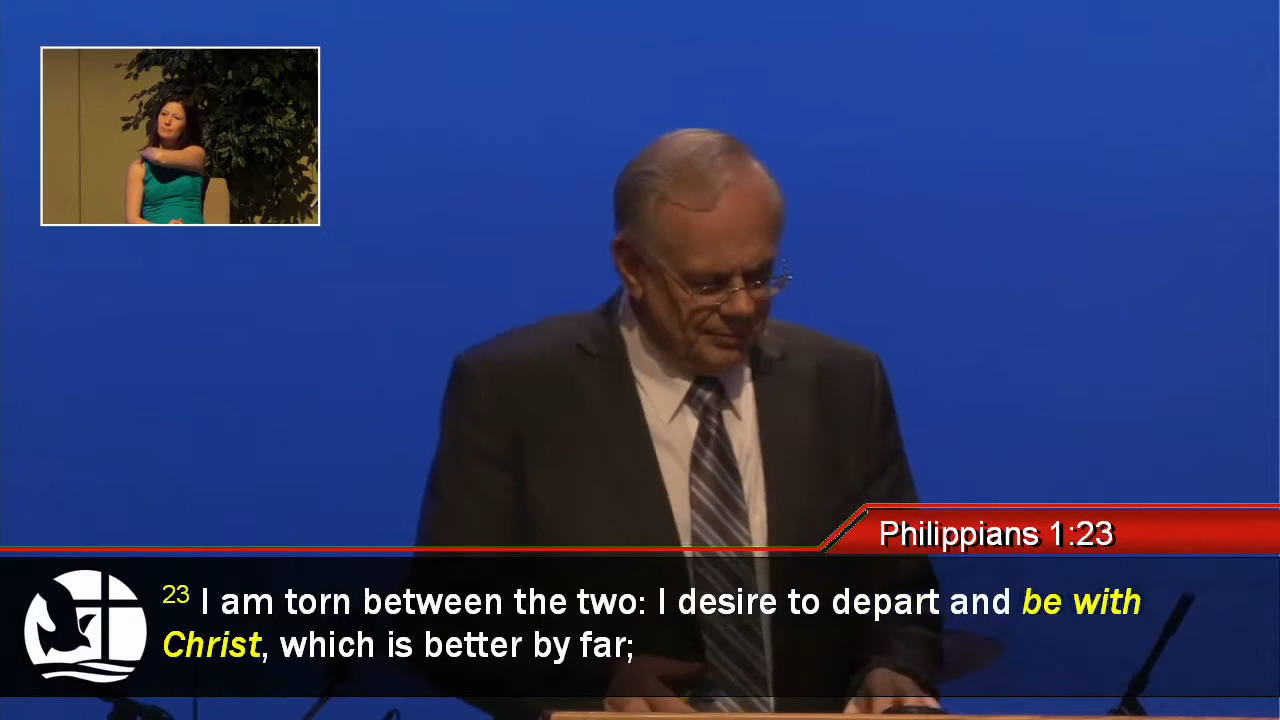 Philippians 1:23
23 I am torn between the two: I desire to depart and be with
Christ, which is better by far;